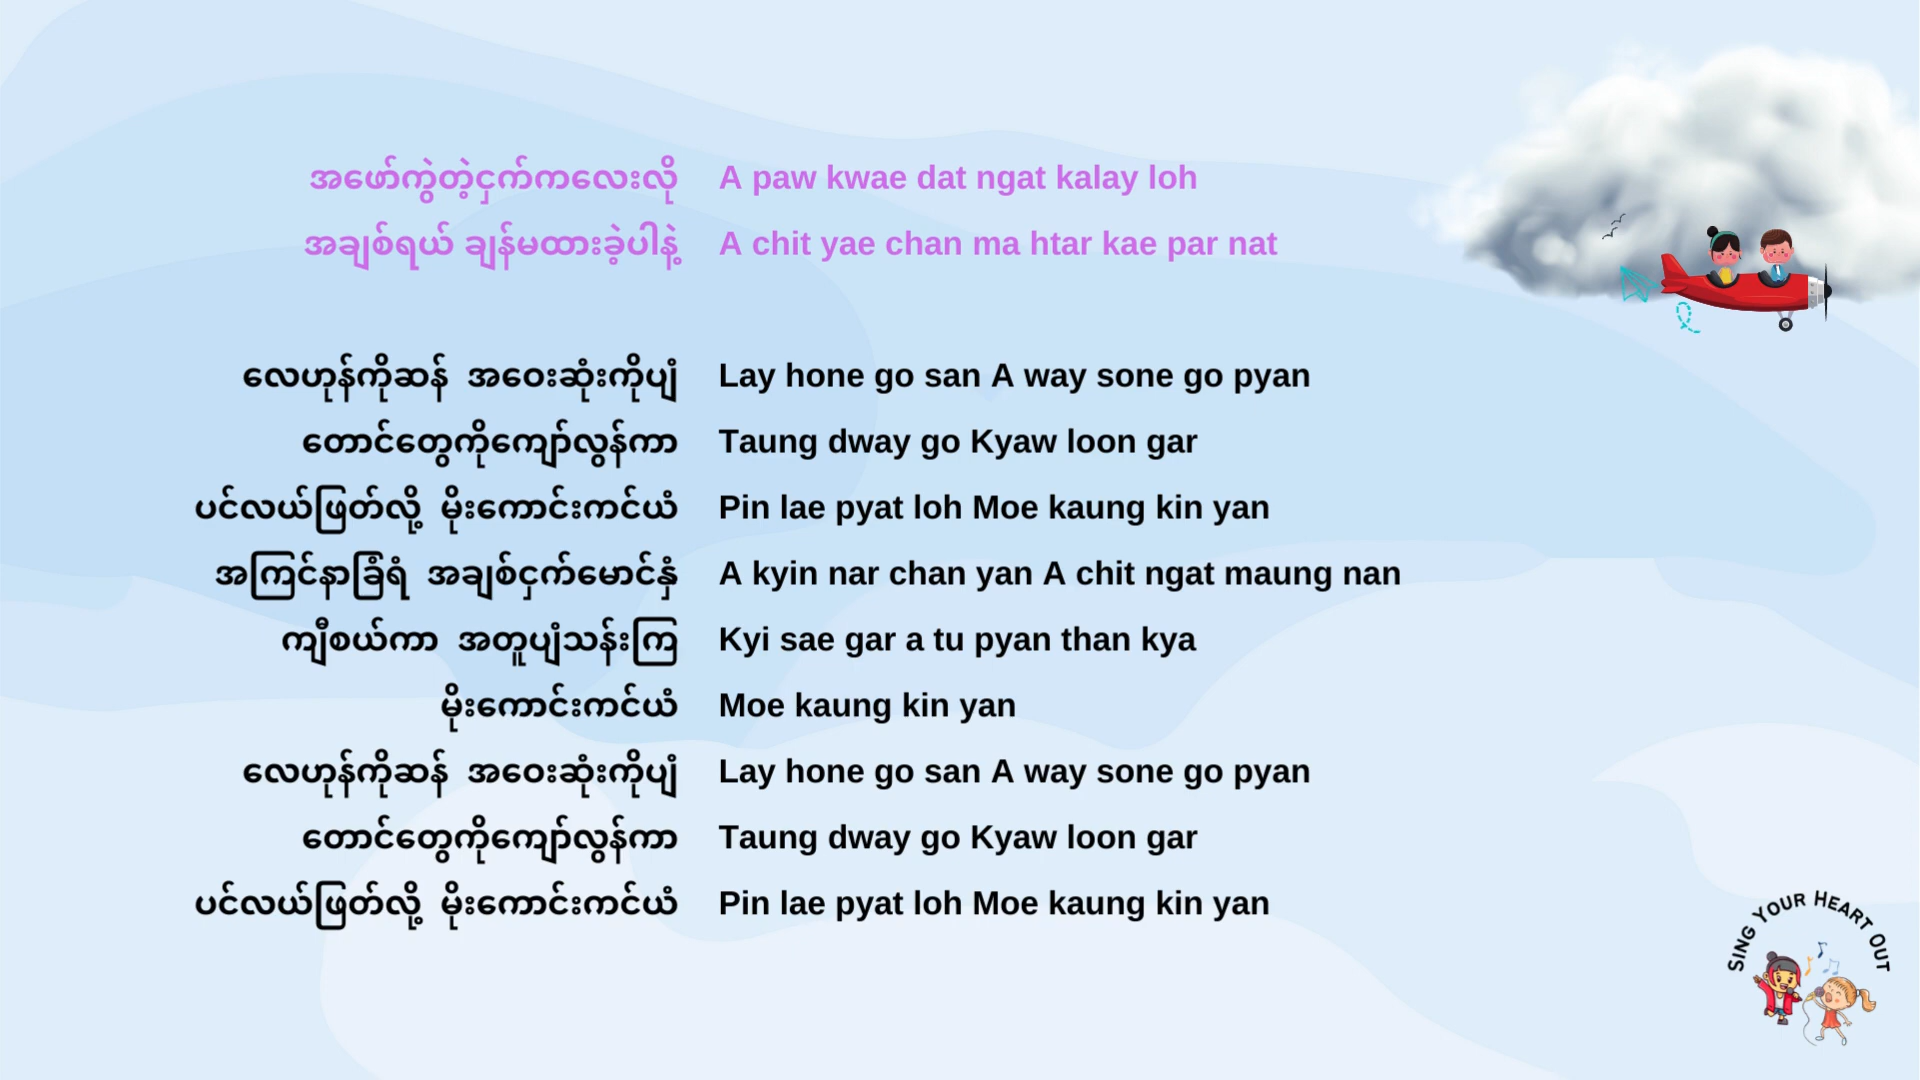 အဖော်ကွဲတဲ့ငှက်ကလေးလို A paw kwae dat ngat kalay loh
အချစ်ရယ် ချန်မထားခဲ့ပါနဲ့ A chit yae chan ma htar kae par nat
လေဟုန်ကိုဆန် အဝေးဆုံးကိုပျံ Lay hone go san A way sone go pyan
တောင်တွေကိုကျော်လွန်ကာ Taung dway go Kyaw loon gar
ပင်လယ်ဖြတ်လို့ မိုးကောင်းကင်ယံ Pin lae pyat loh Moe kaung kin yan
အကြင်နာခြံရံ အချစ်ငှက်မောင်နှံ A kyin nar chan yan A chit ngat maung nan
ကျီစယ်ကာ အတူပျံသန်းကြ Kyi sae gar a tu pyan than kya
မိုးကောင်းကင်ယံ Moe kaung kin yan
လေဟုန်ကိုဆန် အဝေးဆုံးကိုပျံ Lay hone go san A way sone go pyan
တောင်တွေကိုကျော်လွန်ကာ Taung dway go Kyaw loon gar
ပင်လယ်ဖြတ်လို့ မိုးကောင်းကင်ယံ Pin lae pyat loh Moe kaung kin yan
SING YOUR HEART OUT